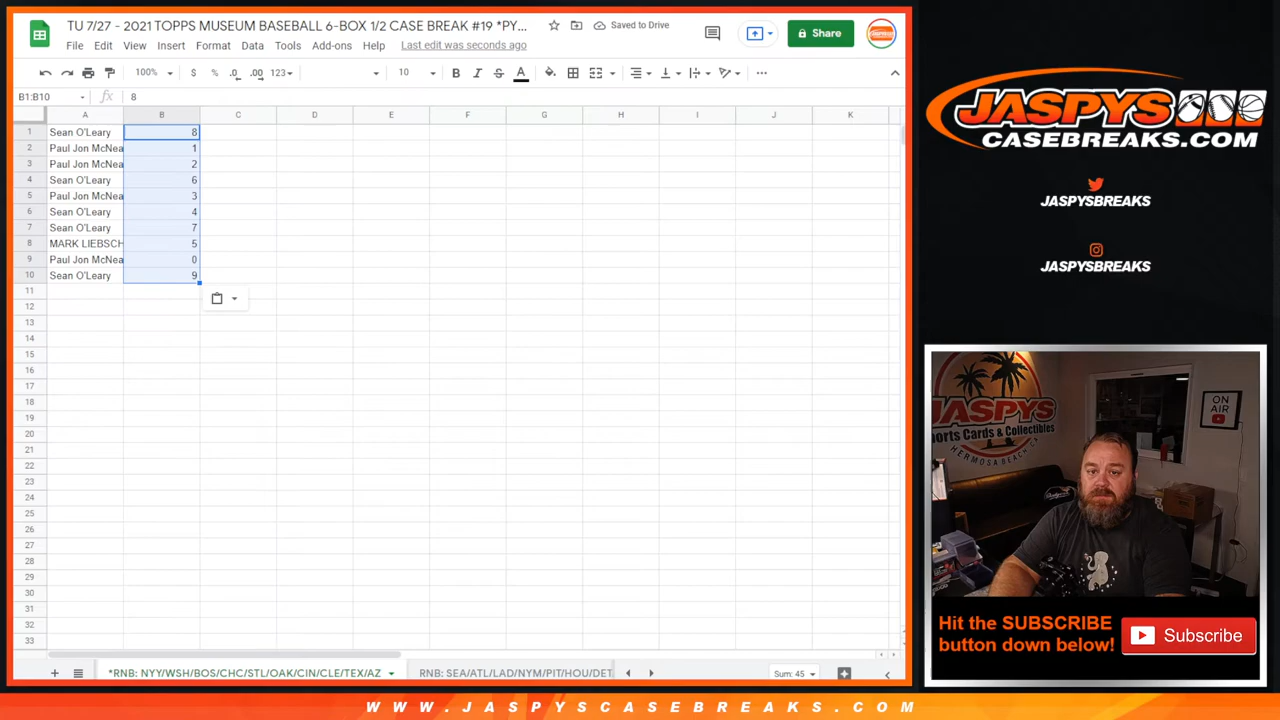 TU 7/27 - 2021 TOPPS MUSEUM BASEBALL 6-BOX 1/2 CASE BREAK #19 *PY...
Saved to Drive
Share
File Edit View Insert Format Data Tools Add-ons Help Last edit was seconds ago
100% $ % .0 .00 123 10 B I S A
B1:B10 fx 8
A B C D E F G H I J K
1 Sean O'Leary 8
2 Paul Jon McNea 1
3 Paul Jon McNea 2
4 Sean O'Leary 6
5 Paul Jon McNea 3
6 Sean O'Leary 4
7 Sean O'Leary 7
8 MARK LIEBSCH 5
9 Paul Jon McNea 0
10 Sean O'Leary 9
11
12
13
14
15
16
17
18
19
20
21
22
23
24
25
26
27
28
29
30
31
32
33
*RNB: NYY/WSH/BOS/CHC/STL/OAK/CIN/CLE/TEX/AZ RNB: SEA/ATL/LAD/NYM/PIT/HOU/DET Sum: 45
JASPYS
CASEBREAKS.COM
JASPYSBREAKS
JASPYSBREAKS
JASPYS
orts Cards & Collectibles
HERMOSA BEACH CA
ON AIR
Hit the SUBSCRIBE
button down below!
Subscribe
WWW.JASPYSCASEBREAKS.COM